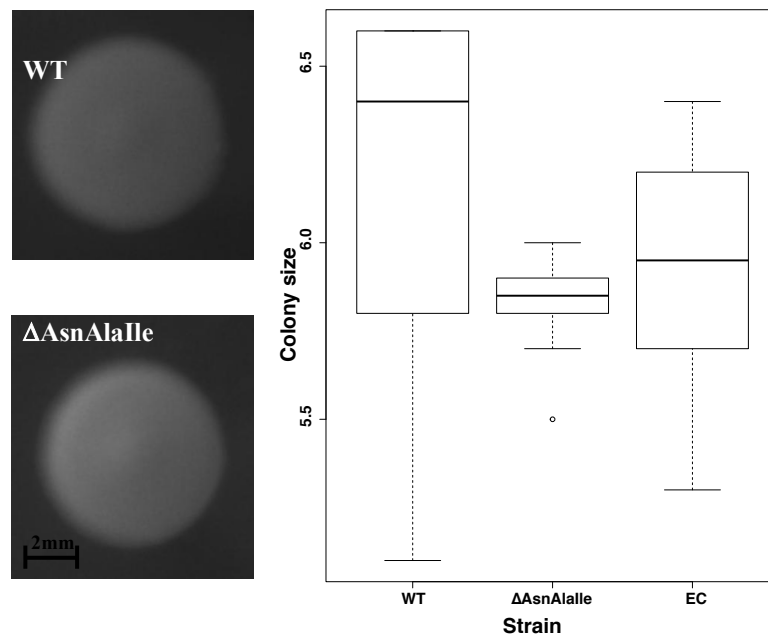 WT
ΔAsnAlaIle
2mm
Colony size
6.5
6.0
5.5
WT
ΔAsnAlaIle
EC
Strain